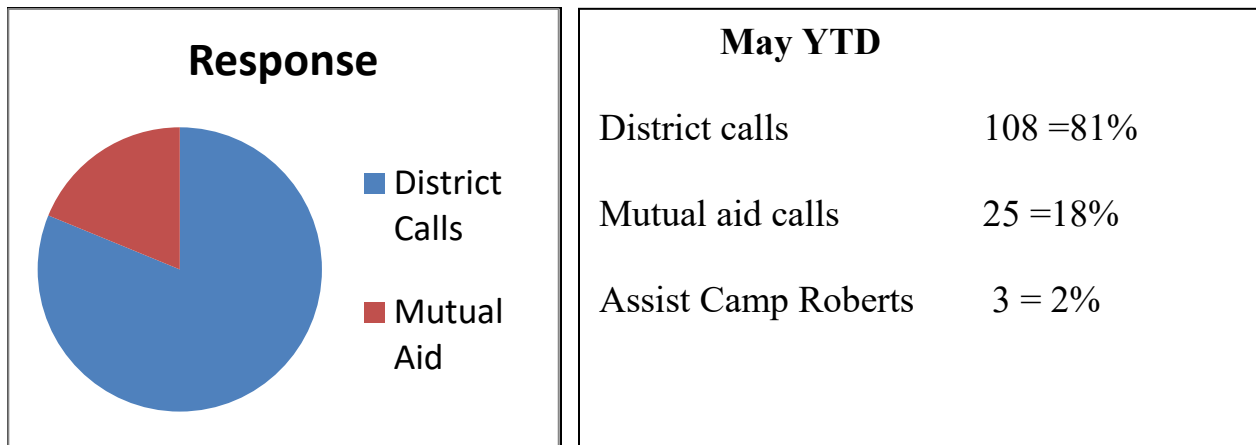 Response
District
Calls
Mutual
Aid
May YTD
District calls 108 =81%
Mutual aid calls 25 =18%
Assist Camp Roberts 3 = 2%